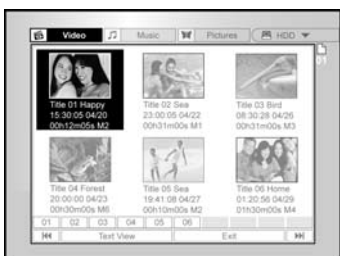 Video Music Pictures HDD
01
Title 01 Happy
15:30:05 04/20
00h12m05s M2
Title 02 Sea
23:00:05 04/22
00h31m00s M1
Title 03 Bird
08:30:28 04/26
00h31m00s M3
Title 04 Forest
20:00:00 04/23
00h30m00s M6
Title 05 Sea
19:41:08 04/27
00h10m00s M2
Title 06 Home
01:20:56 04/29
01h30m00s M4
01 02 03 04 05 06
Text View Exit